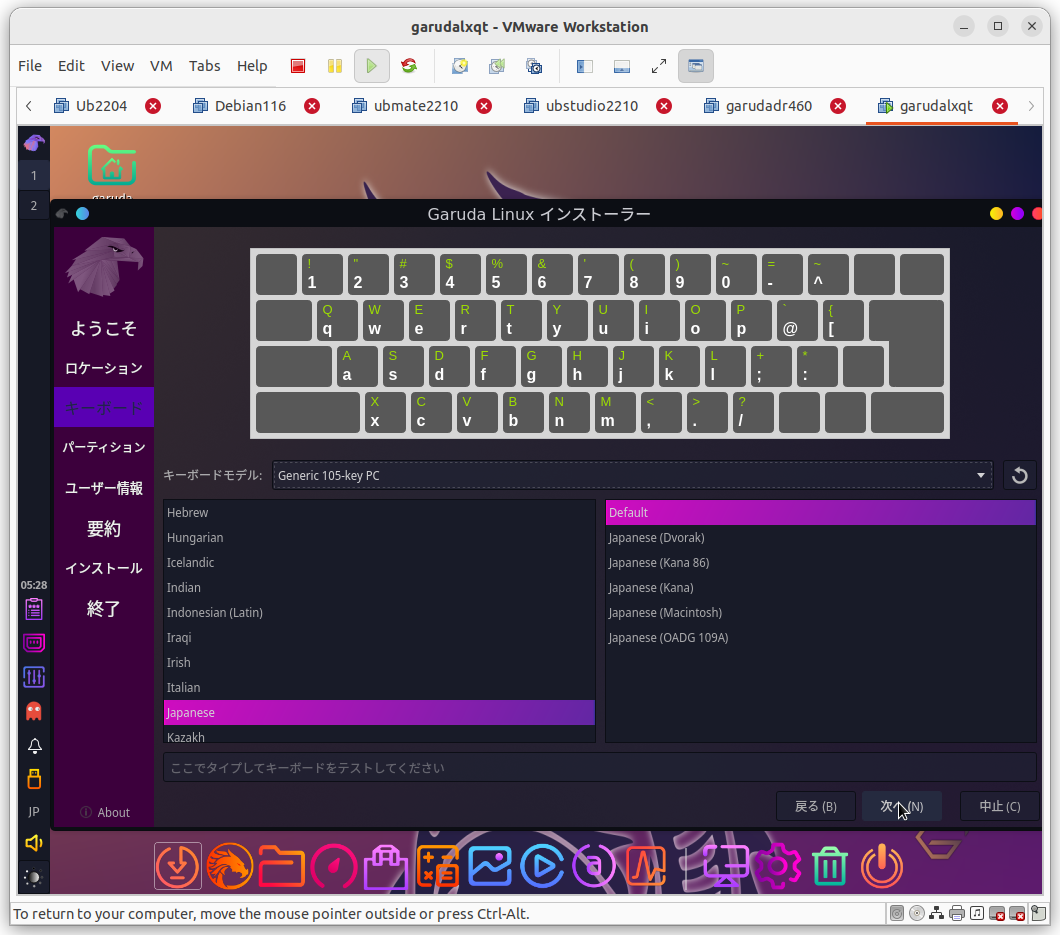 garudalxqt - VMware Workstation
File Edit View VM Tabs Help
Ub2204 Debian116 ubmate2210 ubstudio2210 garudadr460 garudalxqt
1
garuda
2
Garuda Linux インストーラー
! " # $ % & ' ( ) ~ = ~
1 2 3 4 5 6 7 8 9 0 - ^
Q W E R T Y U I O P ` {
q w e r t y u i o p @ [
A S D F G H J K L + *
a s d f g h j k l ; :
X C V B N M < > ?
x c v b n m , . /
ようこそ
ロケーション
キーボード
パーティション
ユーザー情報
要約
インストール
終了
キーボードモデル: Generic 105-key PC
Hebrew
Hungarian
Icelandic
Indian
Indonesian (Latin)
Iraqi
Irish
Italian
Japanese
Kazakh
Default
Japanese (Dvorak)
Japanese (Kana 86)
Japanese (Kana)
Japanese (Macintosh)
Japanese (OADG 109A)
ここでタイプしてキーボードをテストしてください
05:28
JP
About
戻る (B) 次へ (N) 中止 (C)
To return to your computer, move the mouse pointer outside or press Ctrl-Alt.